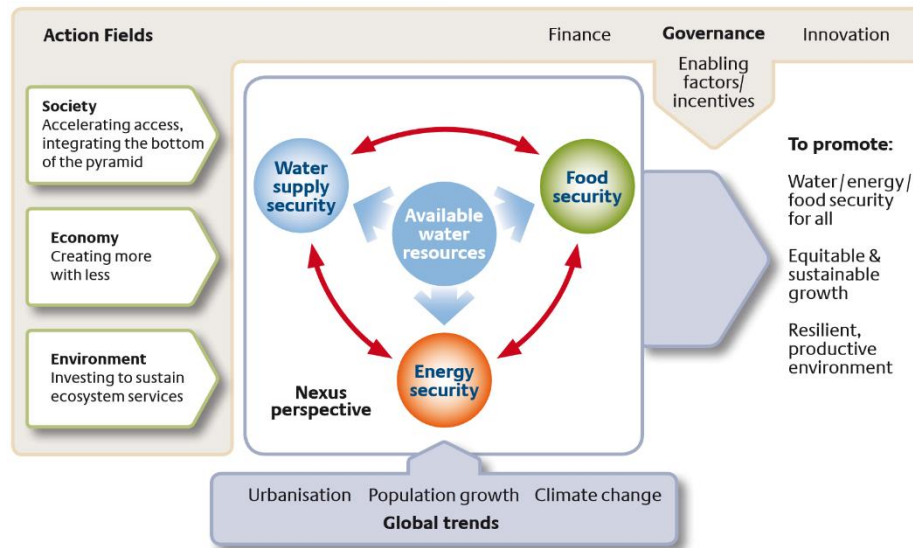 Action Fields
Finance
Governance
Innovation
Enabling
factors/
incentives
Society
Accelerating access,
integrating the bottom
of the pyramid
Economy
Creating more
with less
Environment
Investing to sustain
ecosystem services
Water
supply
security
Food
security
Available
water
resources
Energy
security
Nexus
perspective
To promote:
Water / energy /
food security
for all
Equitable &
sustainable
growth
Resilient,
productive
environment
Urbanisation
Population growth
Climate change
Global trends